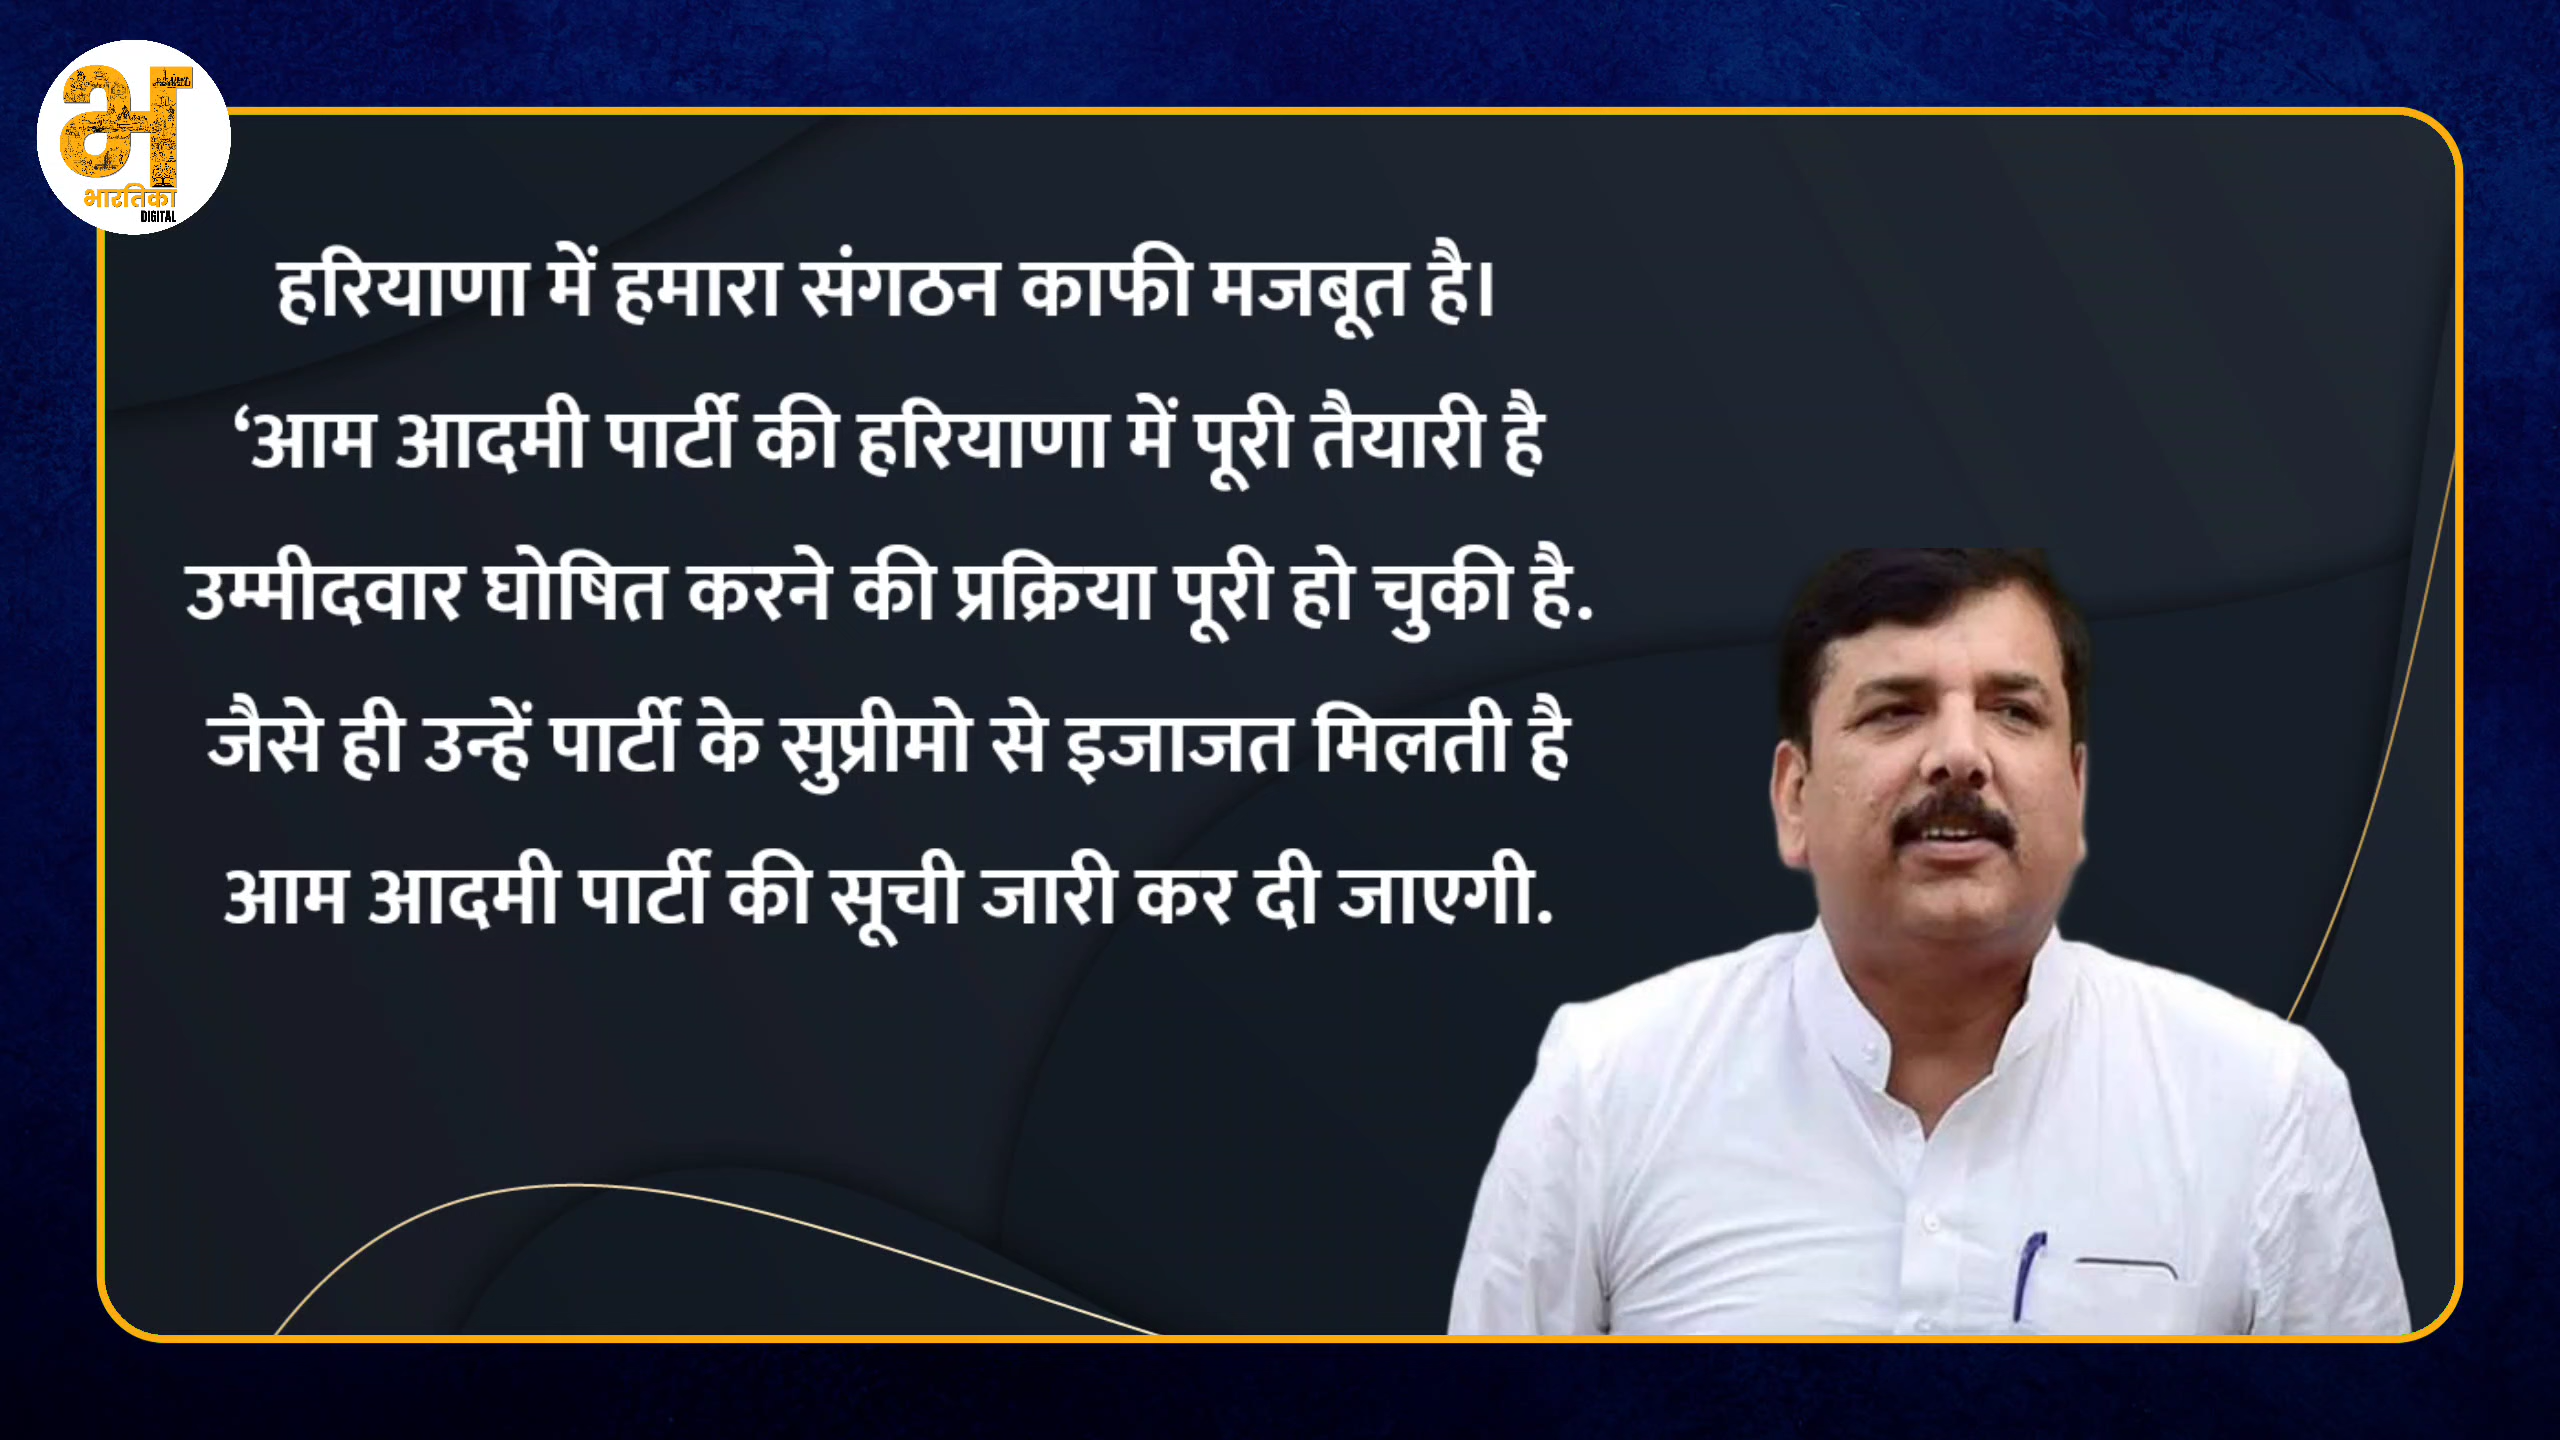 भा
भारतिका
DIGITAL
हरियाणा में हमारा संगठन काफी मजबूत है।
‘आम आदमी पार्टी की हरियाणा में पूरी तैयारी है
उम्मीदवार घोषित करने की प्रक्रिया पूरी हो चुकी है.
जैसे ही उन्हें पार्टी के सुप्रीमो से इजाजत मिलती है
आम आदमी पार्टी की सूची जारी कर दी जाएगी.